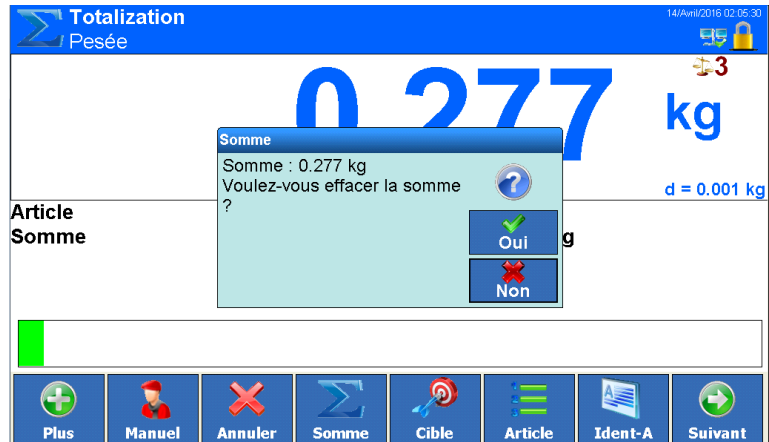 Totalization
14/Avril/2016 02:05:30
Pesée
3
0.277 kg
d = 0.001 kg
Somme
Somme : 0.277 kg
Voulez-vous effacer la somme
?
Oui
Non
Article
Somme
g
Plus
Manuel
Annuler
Somme
Cible
Article
Ident-A
Suivant